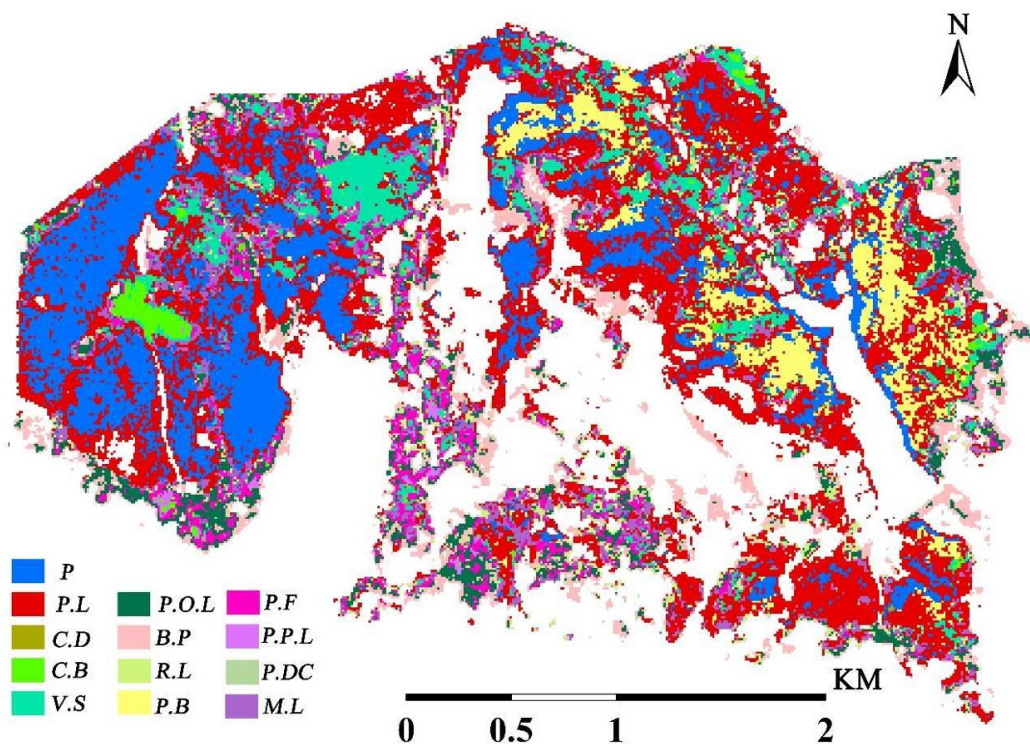 N
P
P.L P.O.L P.F
C.D B.P P.P.L
C.B R.L P.DC
V.S P.B M.L
KM
0 0.5 1 2